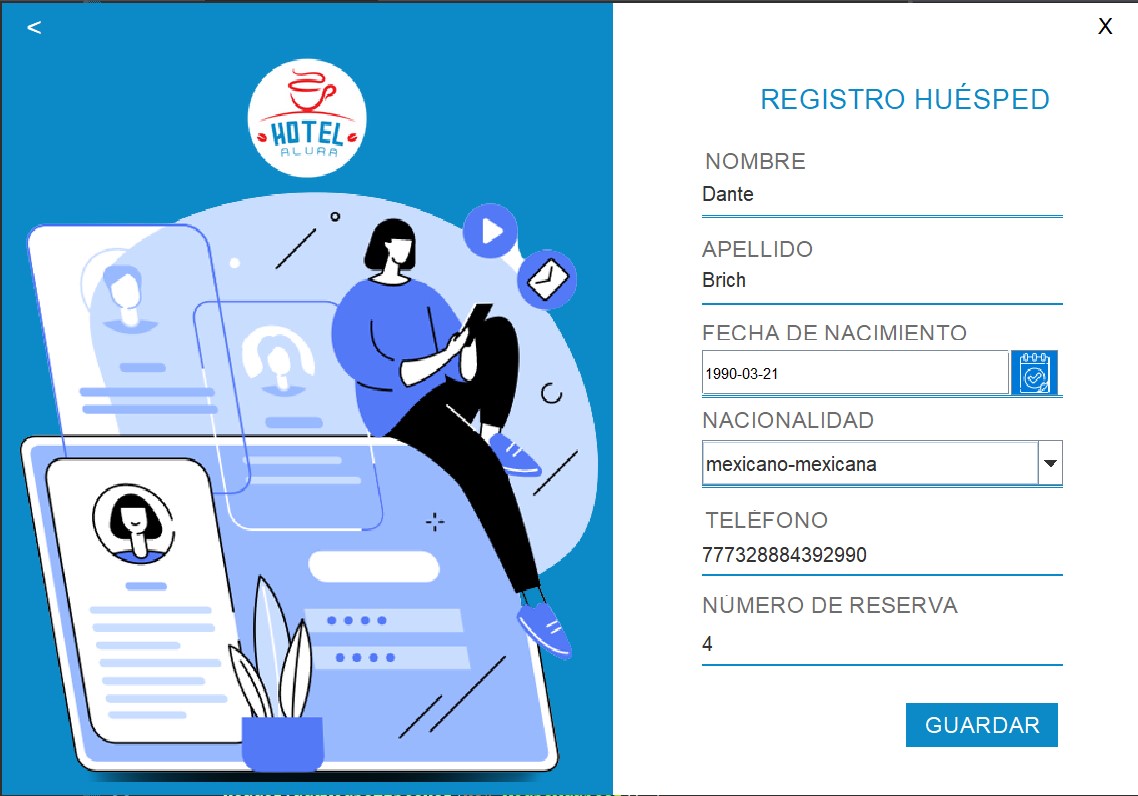 <
X
HOTEL
ALURA
REGISTRO HUÉSPED
NOMBRE
Dante
APELLIDO
Brich
FECHA DE NACIMIENTO
1990-03-21
NACIONALIDAD
mexicano-mexicana
TELÉFONO
777328884392990
NÚMERO DE RESERVA
4
GUARDAR